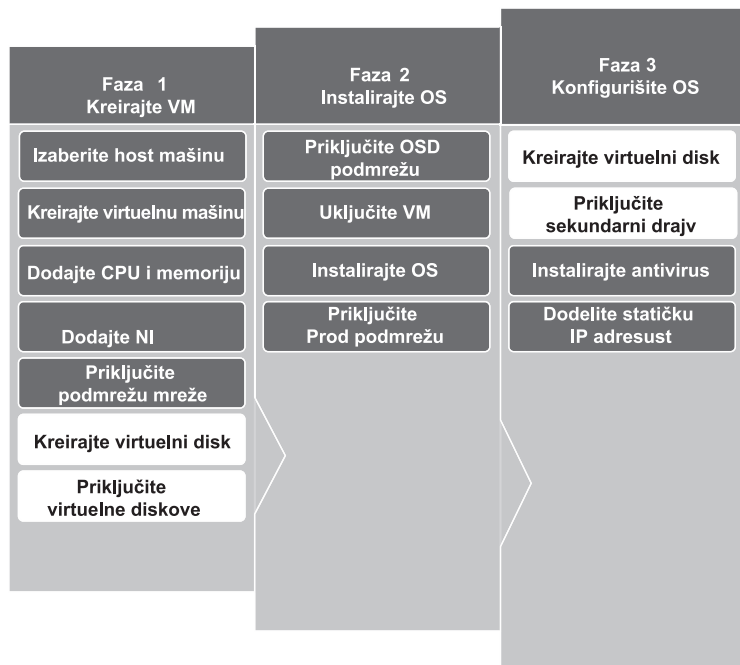 Faza 1
Kreirajte VM
Izaberite host mašinu
Kreirajte virtuelnu mašinu
Dodajte CPU i memoriju
Dodajte NI
Priključite
podmrežu mreže
Kreirajte virtuelni disk
Priključite
virtuelne diskove
Faza 2
Instalirajte OS
Priključite OSD
podmrežu
Uključite VM
Instalirajte OS
Priključite
Prod podmrežu
Faza 3
Konfigurišite OS
Kreirajte virtuelni disk
Priključite
sekundarni drajv
Instalirajte antivirus
Dodelite statičku
IP adresust